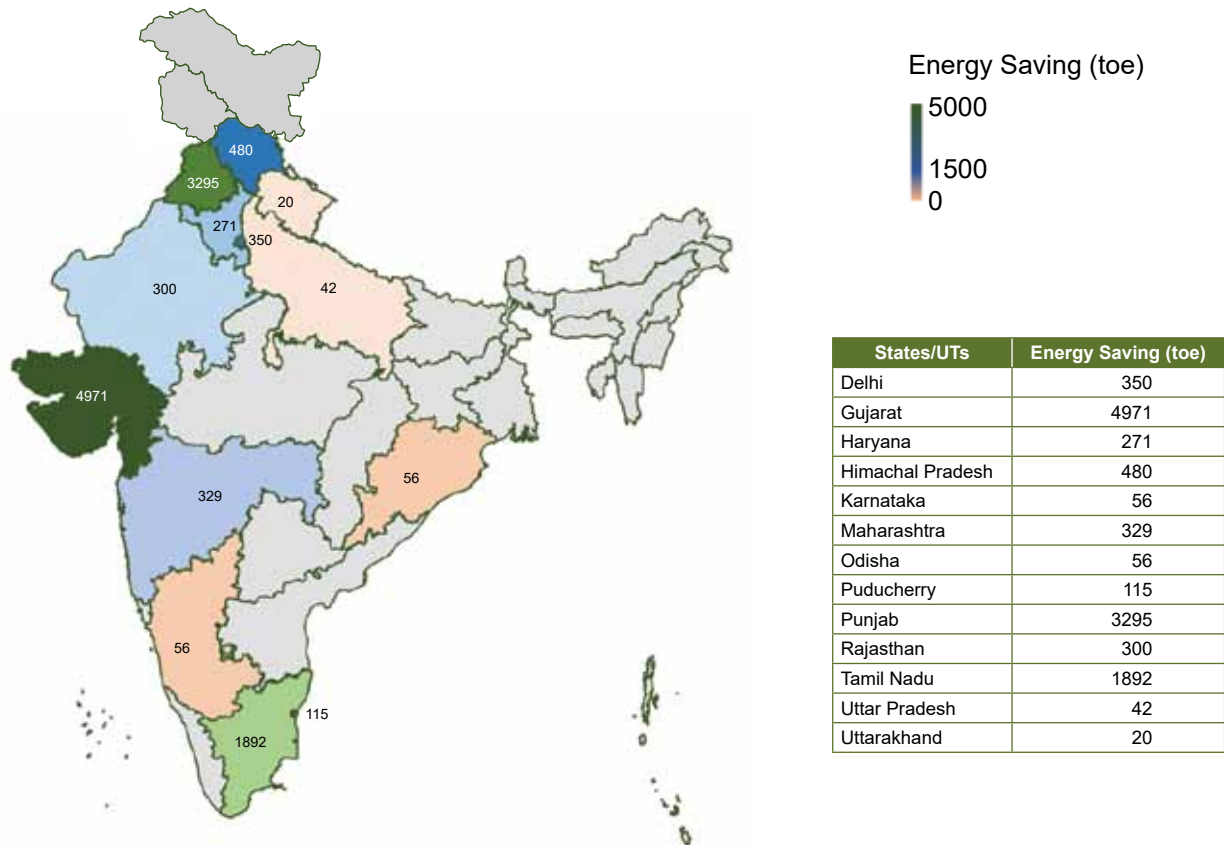 Energy Saving (toe)
5000
1500
0
480
3295
20
271
350
300
42
4971
329
56
56
115
1892
States/UTs Energy Saving (toe)
Delhi 350
Gujarat 4971
Haryana 271
Himachal Pradesh 480
Karnataka 56
Maharashtra 329
Odisha 56
Puducherry 115
Punjab 3295
Rajasthan 300
Tamil Nadu 1892
Uttar Pradesh 42
Uttarakhand 20